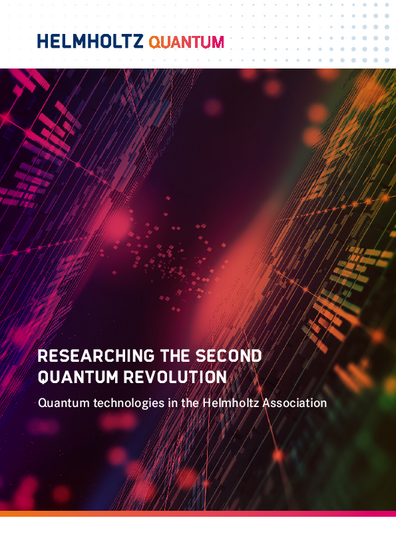 HELMHOLTZ QUANTUM
RESEARCHING THE SECOND
QUANTUM REVOLUTION
Quantum technologies in the Helmholtz Association